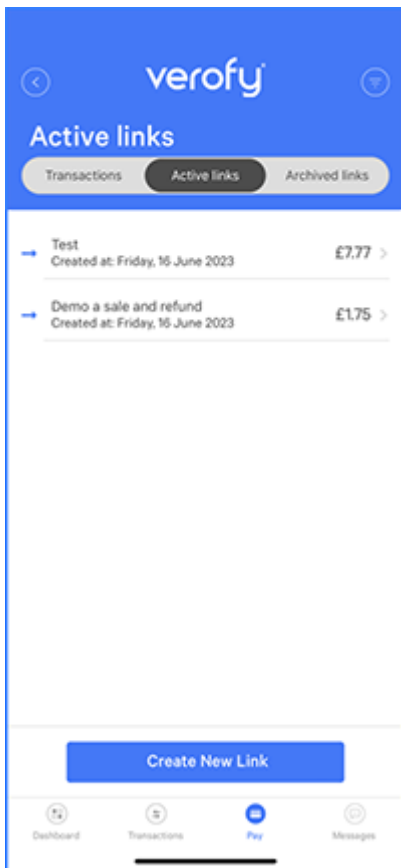 verofy
Active links
Transactions Active links Archived links
Test
Created at: Friday, 16 June 2023
£7.77
Demo a sale and refund
Created at: Friday, 16 June 2023
£1.75
Create New Link
Dashboard Transactions Pay Messages